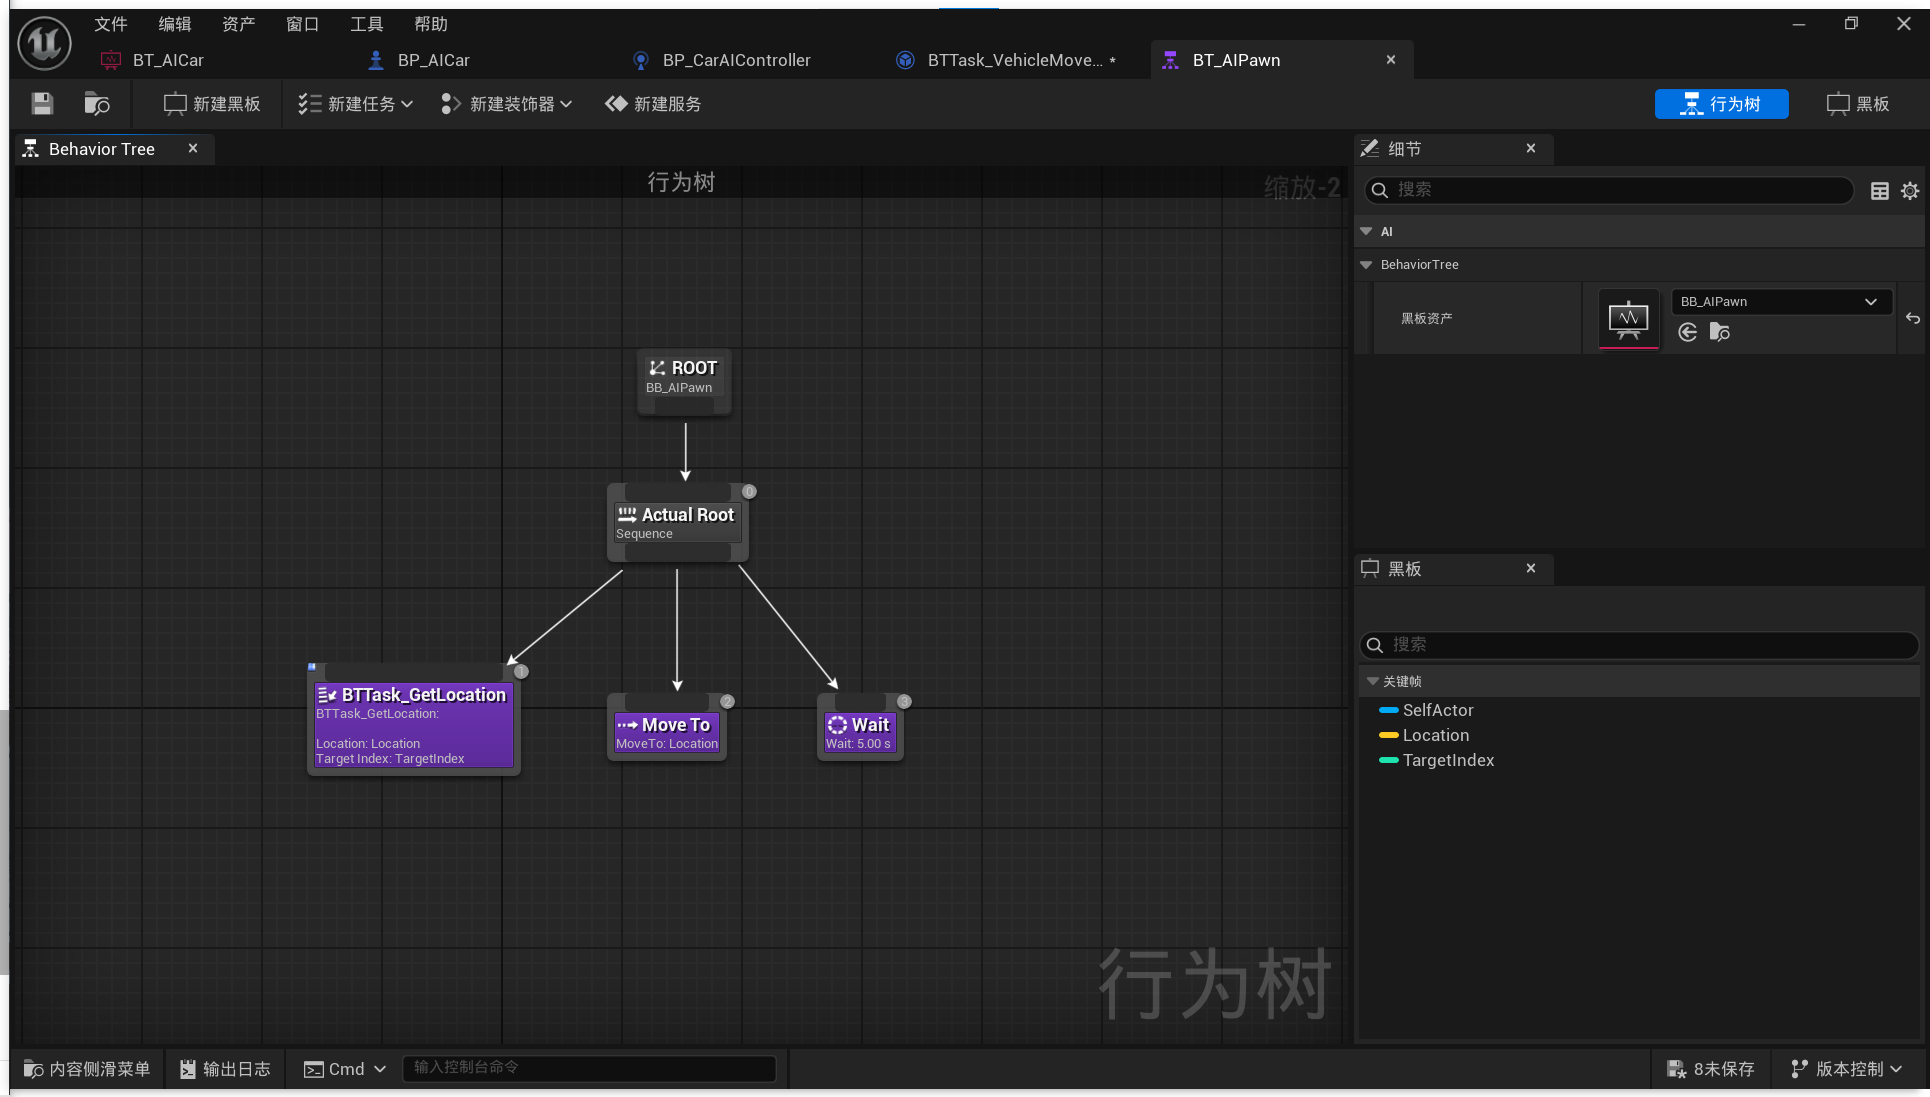 文件 编辑 资产 窗口 工具 帮助
BT_AICar BP_AICar BP_CarAIController BTTask_VehicleMove... * BT_AIPawn
新建黑板 新建任务 新建装饰器 新建服务 行为树 黑板
Behavior Tree
行为树
缩放-2
ROOT
BB_AIPawn
0
Actual Root
Sequence
1
BTTask_GetLocation
BTTask_GetLocation:
Location: Location
Target Index: TargetIndex
2
Move To
MoveTo: Location
3
Wait
Wait: 5.00 s
行为树
细节
搜索
AI
BehaviorTree
黑板资产
BB_AIPawn
黑板
搜索
关键帧
SelfActor
Location
TargetIndex
内容侧滑菜单 输出日志 Cmd 输入控制台命令 8未保存 版本控制